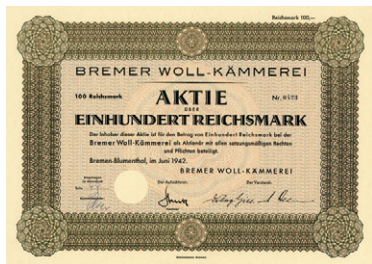 Reichsmark 100,—
BREMER WOLL-KÄMMEREI
100 Reichsmark
AKTIE
Nr.
ÜBER
EINHUNDERT REICHSMARK
Der Inhaber dieser Aktie ist für den Betrag von Einhundert Reichsmark bei der
Bremer Woll-Kämmerei als Aktionär mit allen satzungsmäßigen Rechten
und Pflichten beteiligt.
Bremen-Blumenthal, im Juni 1942.
BREMER WOLL-KÄMMEREI
Der Aufsichtsrat.
Der Vorstand.